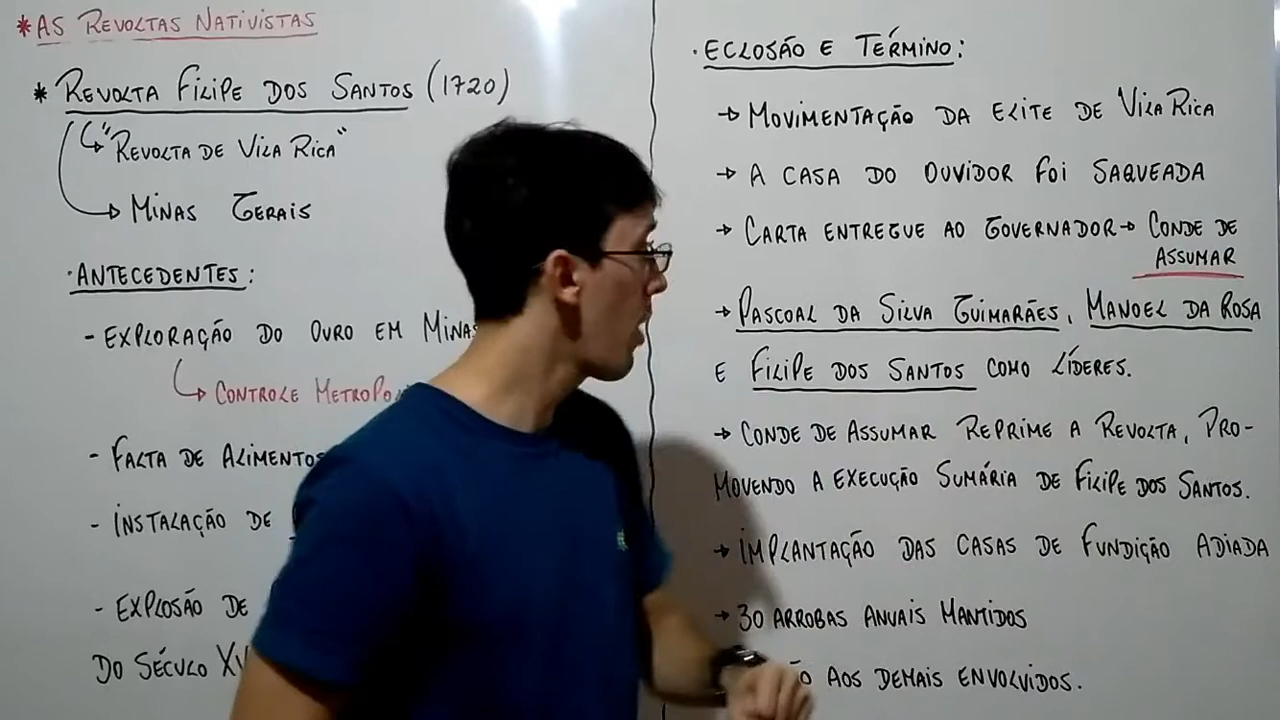 * AS REVOLTAS NATIVISTAS
* REVOLTA FILIPE DOS SANTOS (1720)
↳ "REVOLTA DE VILA RICA"
→ MINAS GERAIS
· ANTECEDENTES:
- EXPLORAÇÃO DO OURO EM MINAS
↳ CONTROLE
- FALTA DE ALIMENTOS
- INSTALAÇÃO DE
- EXPLOSÃO DE
DO SÉCULO
· ECLOSÃO E TÉRMINO:
→ MOVIMENTAÇÃO DA ELITE DE VILA RICA
→ A CASA DO OUVIDOR FOI SAQUEADA
→ CARTA ENTREGUE AO GOVERNADOR → CONDE DE
ASSUMAR
→ PASCOAL DA SILVA GUIMARÃES, MANOEL DA ROSA
E FILIPE DOS SANTOS COMO LÍDERES.
→ CONDE DE ASSUMAR REPRIME A REVOLTA, PRO-
MOVENDO A EXECUÇÃO SUMÁRIA DE FILIPE DOS SANTOS.
→ IMPLANTAÇÃO DAS CASAS DE FUNDIÇÃO ADIADA
→ 30 ARROBAS ANUAIS MANTIDOS
AOS DEMAIS ENVOLVIDOS.